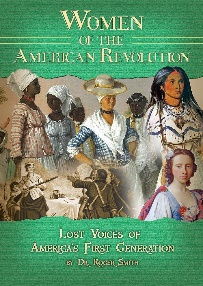 WOMEN
OF THE
AMERICAN REVOLUTION
LOST VOICES OF
AMERICA'S FIRST GENERATION
BY DR. ROGER SMITH